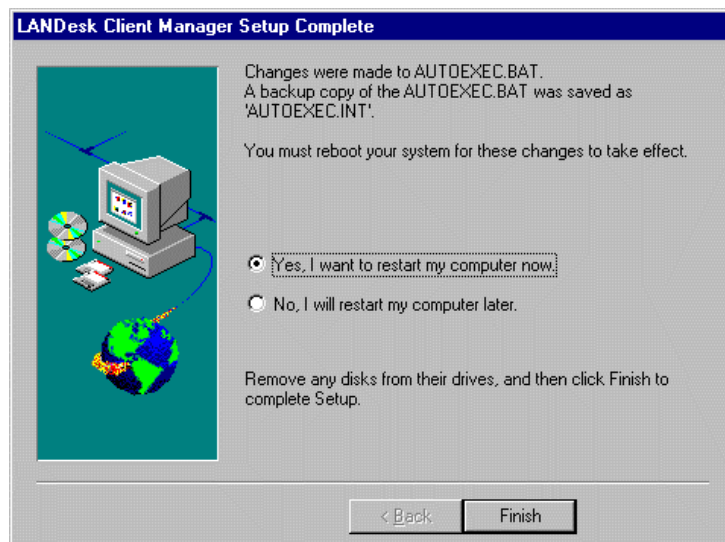 LANDesk Client Manager Setup Complete
Changes were made to AUTOEXEC.BAT.
A backup copy of the AUTOEXEC.BAT was saved as
'AUTOEXEC.INT'.
You must reboot your system for these changes to take effect.
Yes, I want to restart my computer now.
No, I will restart my computer later.
Remove any disks from their drives, and then click Finish to
complete Setup.
< Back
Finish